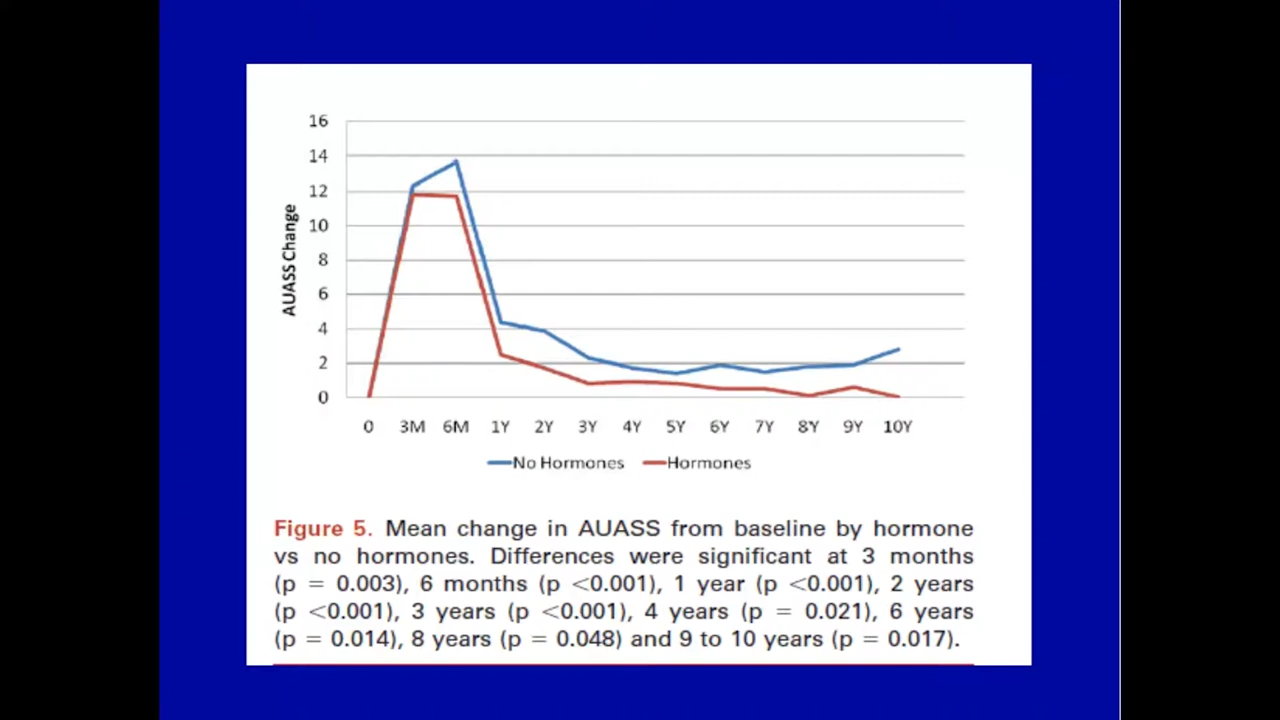 16
14
12
10
8
6
4
2
0
AUASS Change
0 3M 6M 1Y 2Y 3Y 4Y 5Y 6Y 7Y 8Y 9Y 10Y
No Hormones Hormones
Figure 5. Mean change in AUASS from baseline by hormone
vs no hormones. Differences were significant at 3 months
(p = 0.003), 6 months (p <0.001), 1 year (p <0.001), 2 years
(p <0.001), 3 years (p <0.001), 4 years (p = 0.021), 6 years
(p = 0.014), 8 years (p = 0.048) and 9 to 10 years (p = 0.017).